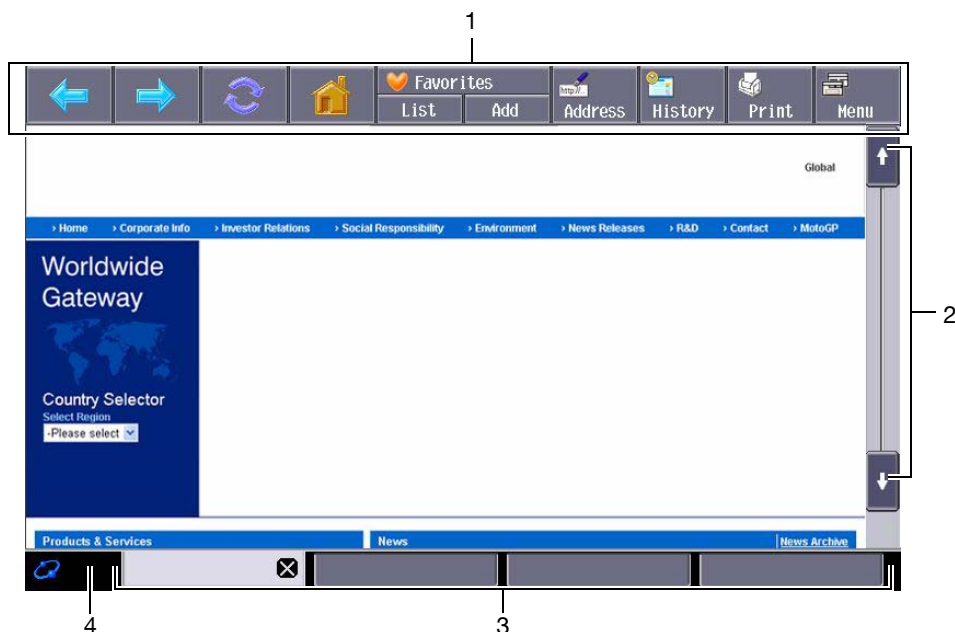 1
Favorites
List Add
http://...
Address
History
Print
Menu
Global
› Home › Corporate Info › Investor Relations › Social Responsibility › Environment › News Releases › R&D › Contact › MotoGP
Worldwide
Gateway
2
Country Selector
Select Region
-Please select
Products & Services News News Archive
4 3